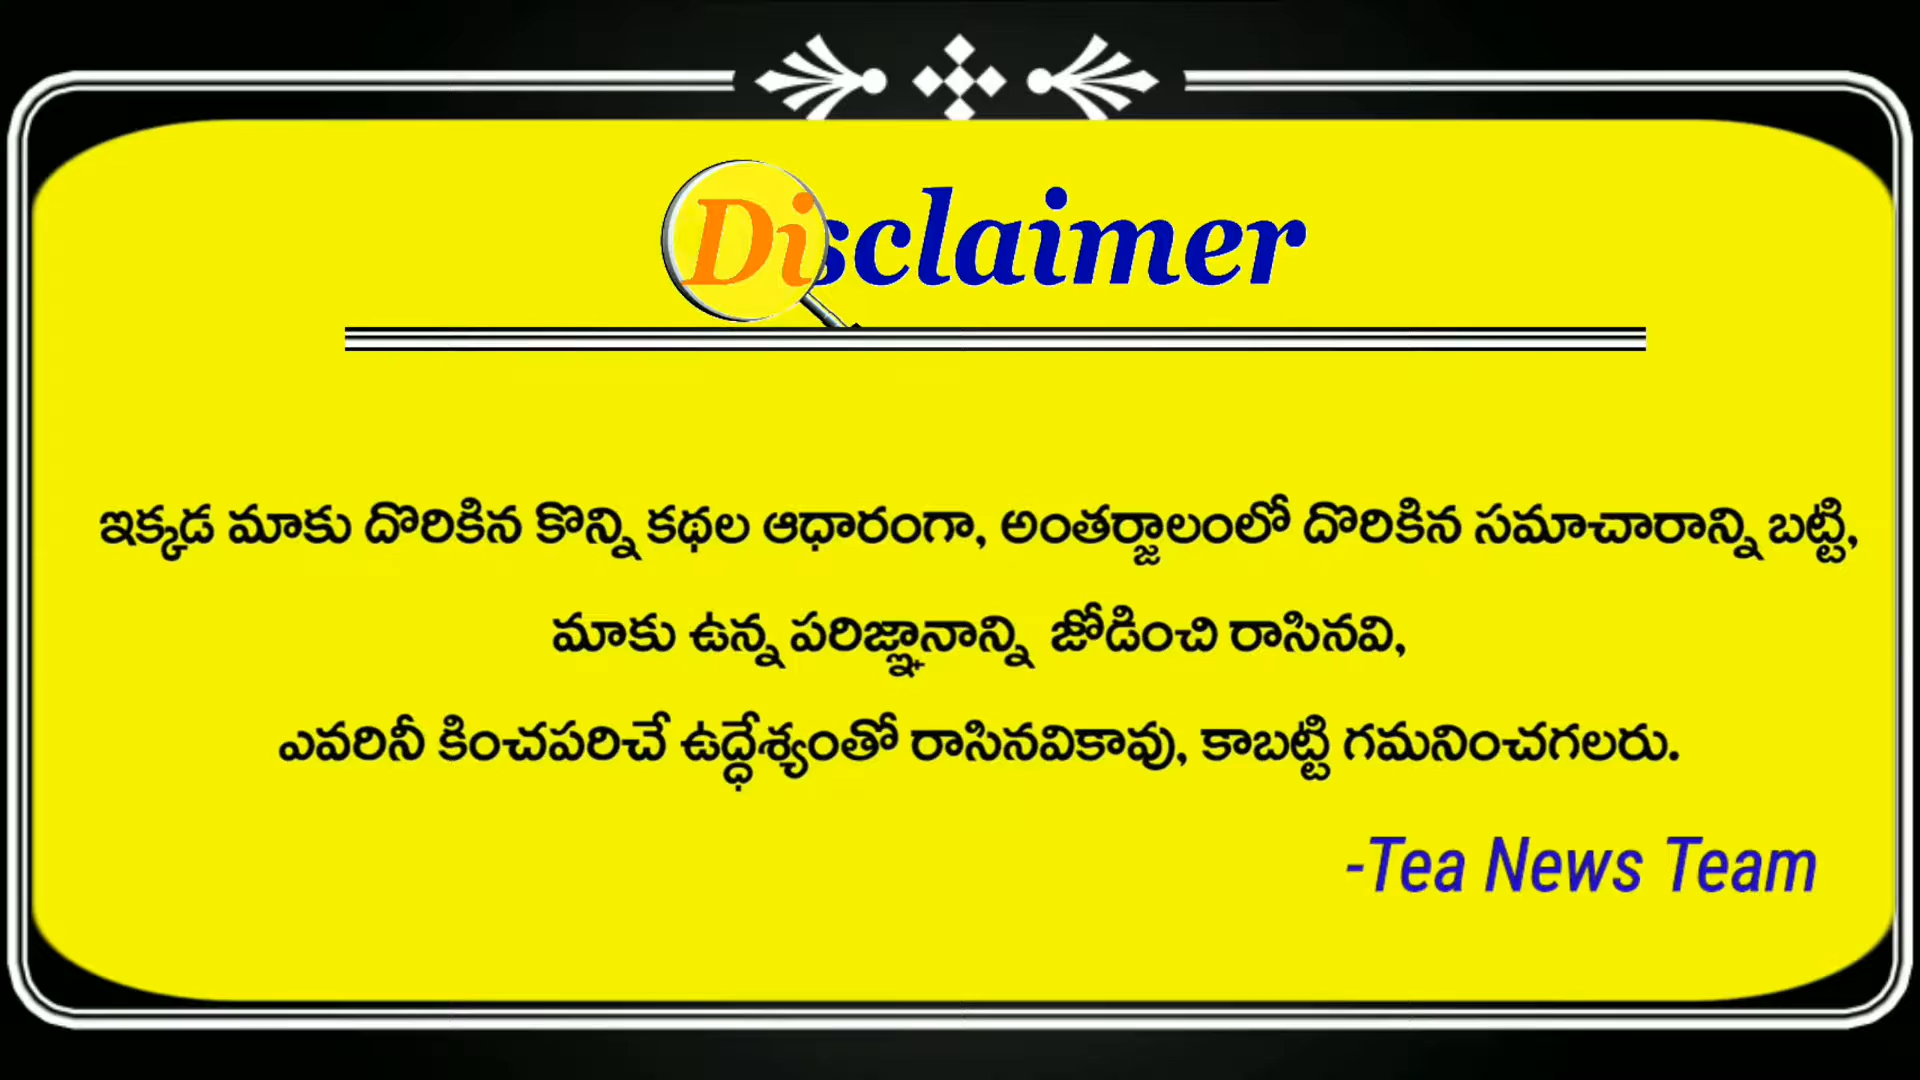 Disclaimer
ఇక్కడ మాకు దొరికిన కొన్ని కథల ఆధారంగా, అంతర్జాలంలో దొరికిన సమాచారాన్ని బట్టి,
మాకు ఉన్న పరిజ్ఞానాన్ని జోడించి రాసినవి,
ఎవరినీ కించపరిచే ఉద్ధేశ్యంతో రాసినవికావు, కాబట్టి గమనించగలరు.
-Tea News Team